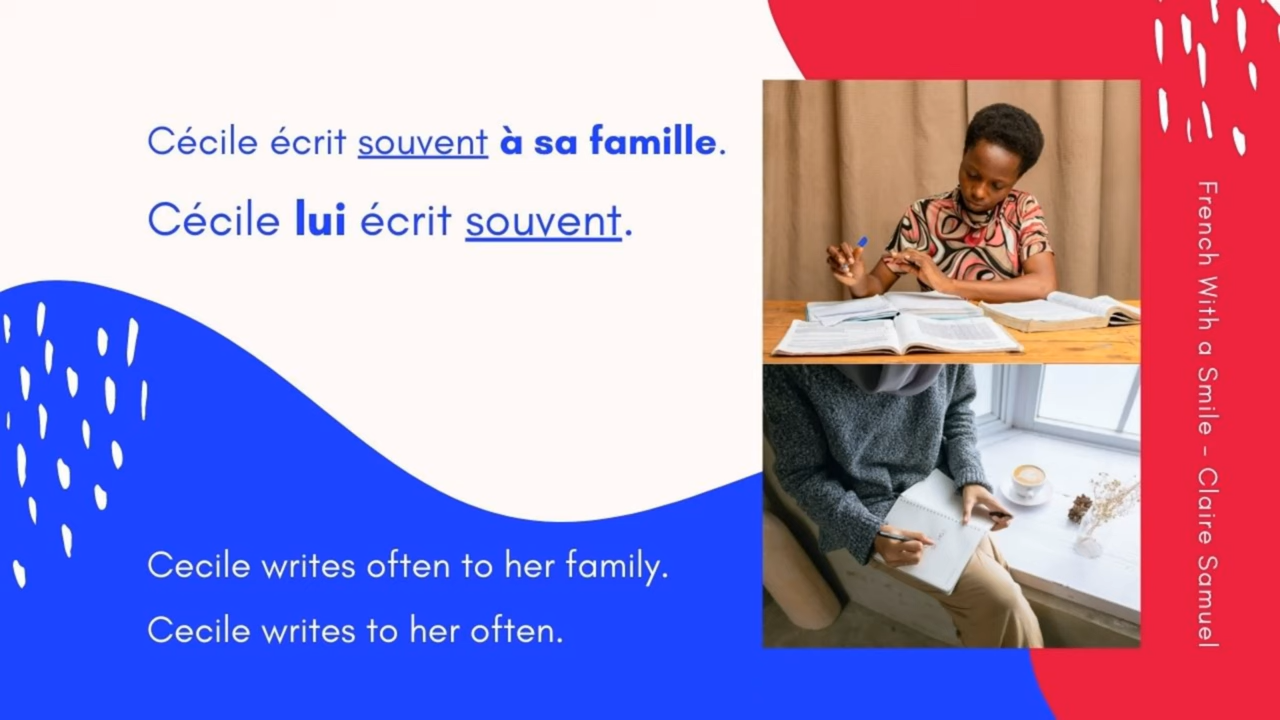 Cécile écrit souvent à sa famille.
Cécile lui écrit souvent.
Cecile writes often to her family.
Cecile writes to her often.
French With a Smile - Claire Samuel